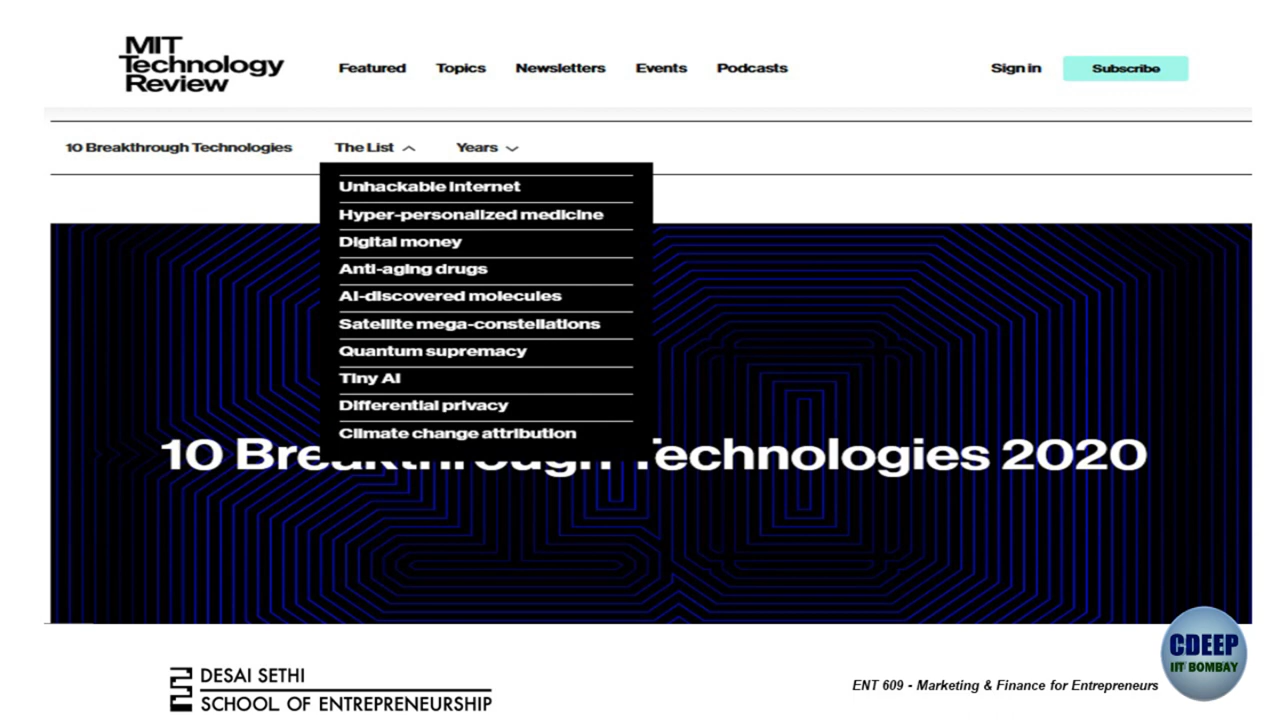 MIT
Technology
Review
Featured Topics Newsletters Events Podcasts Sign in Subscribe
10 Breakthrough Technologies The List Years
Unhackable Internet
Hyper-personalized medicine
Digital money
Anti-aging drugs
AI-discovered molecules
Satellite mega-constellations
Quantum supremacy
Tiny AI
Differential privacy
Climate change attribution
10 Breakthrough Technologies 2020
CDEEP
IIT BOMBAY
DESAI SETHI
SCHOOL OF ENTREPRENEURSHIP
ENT 609 - Marketing & Finance for Entrepreneurs